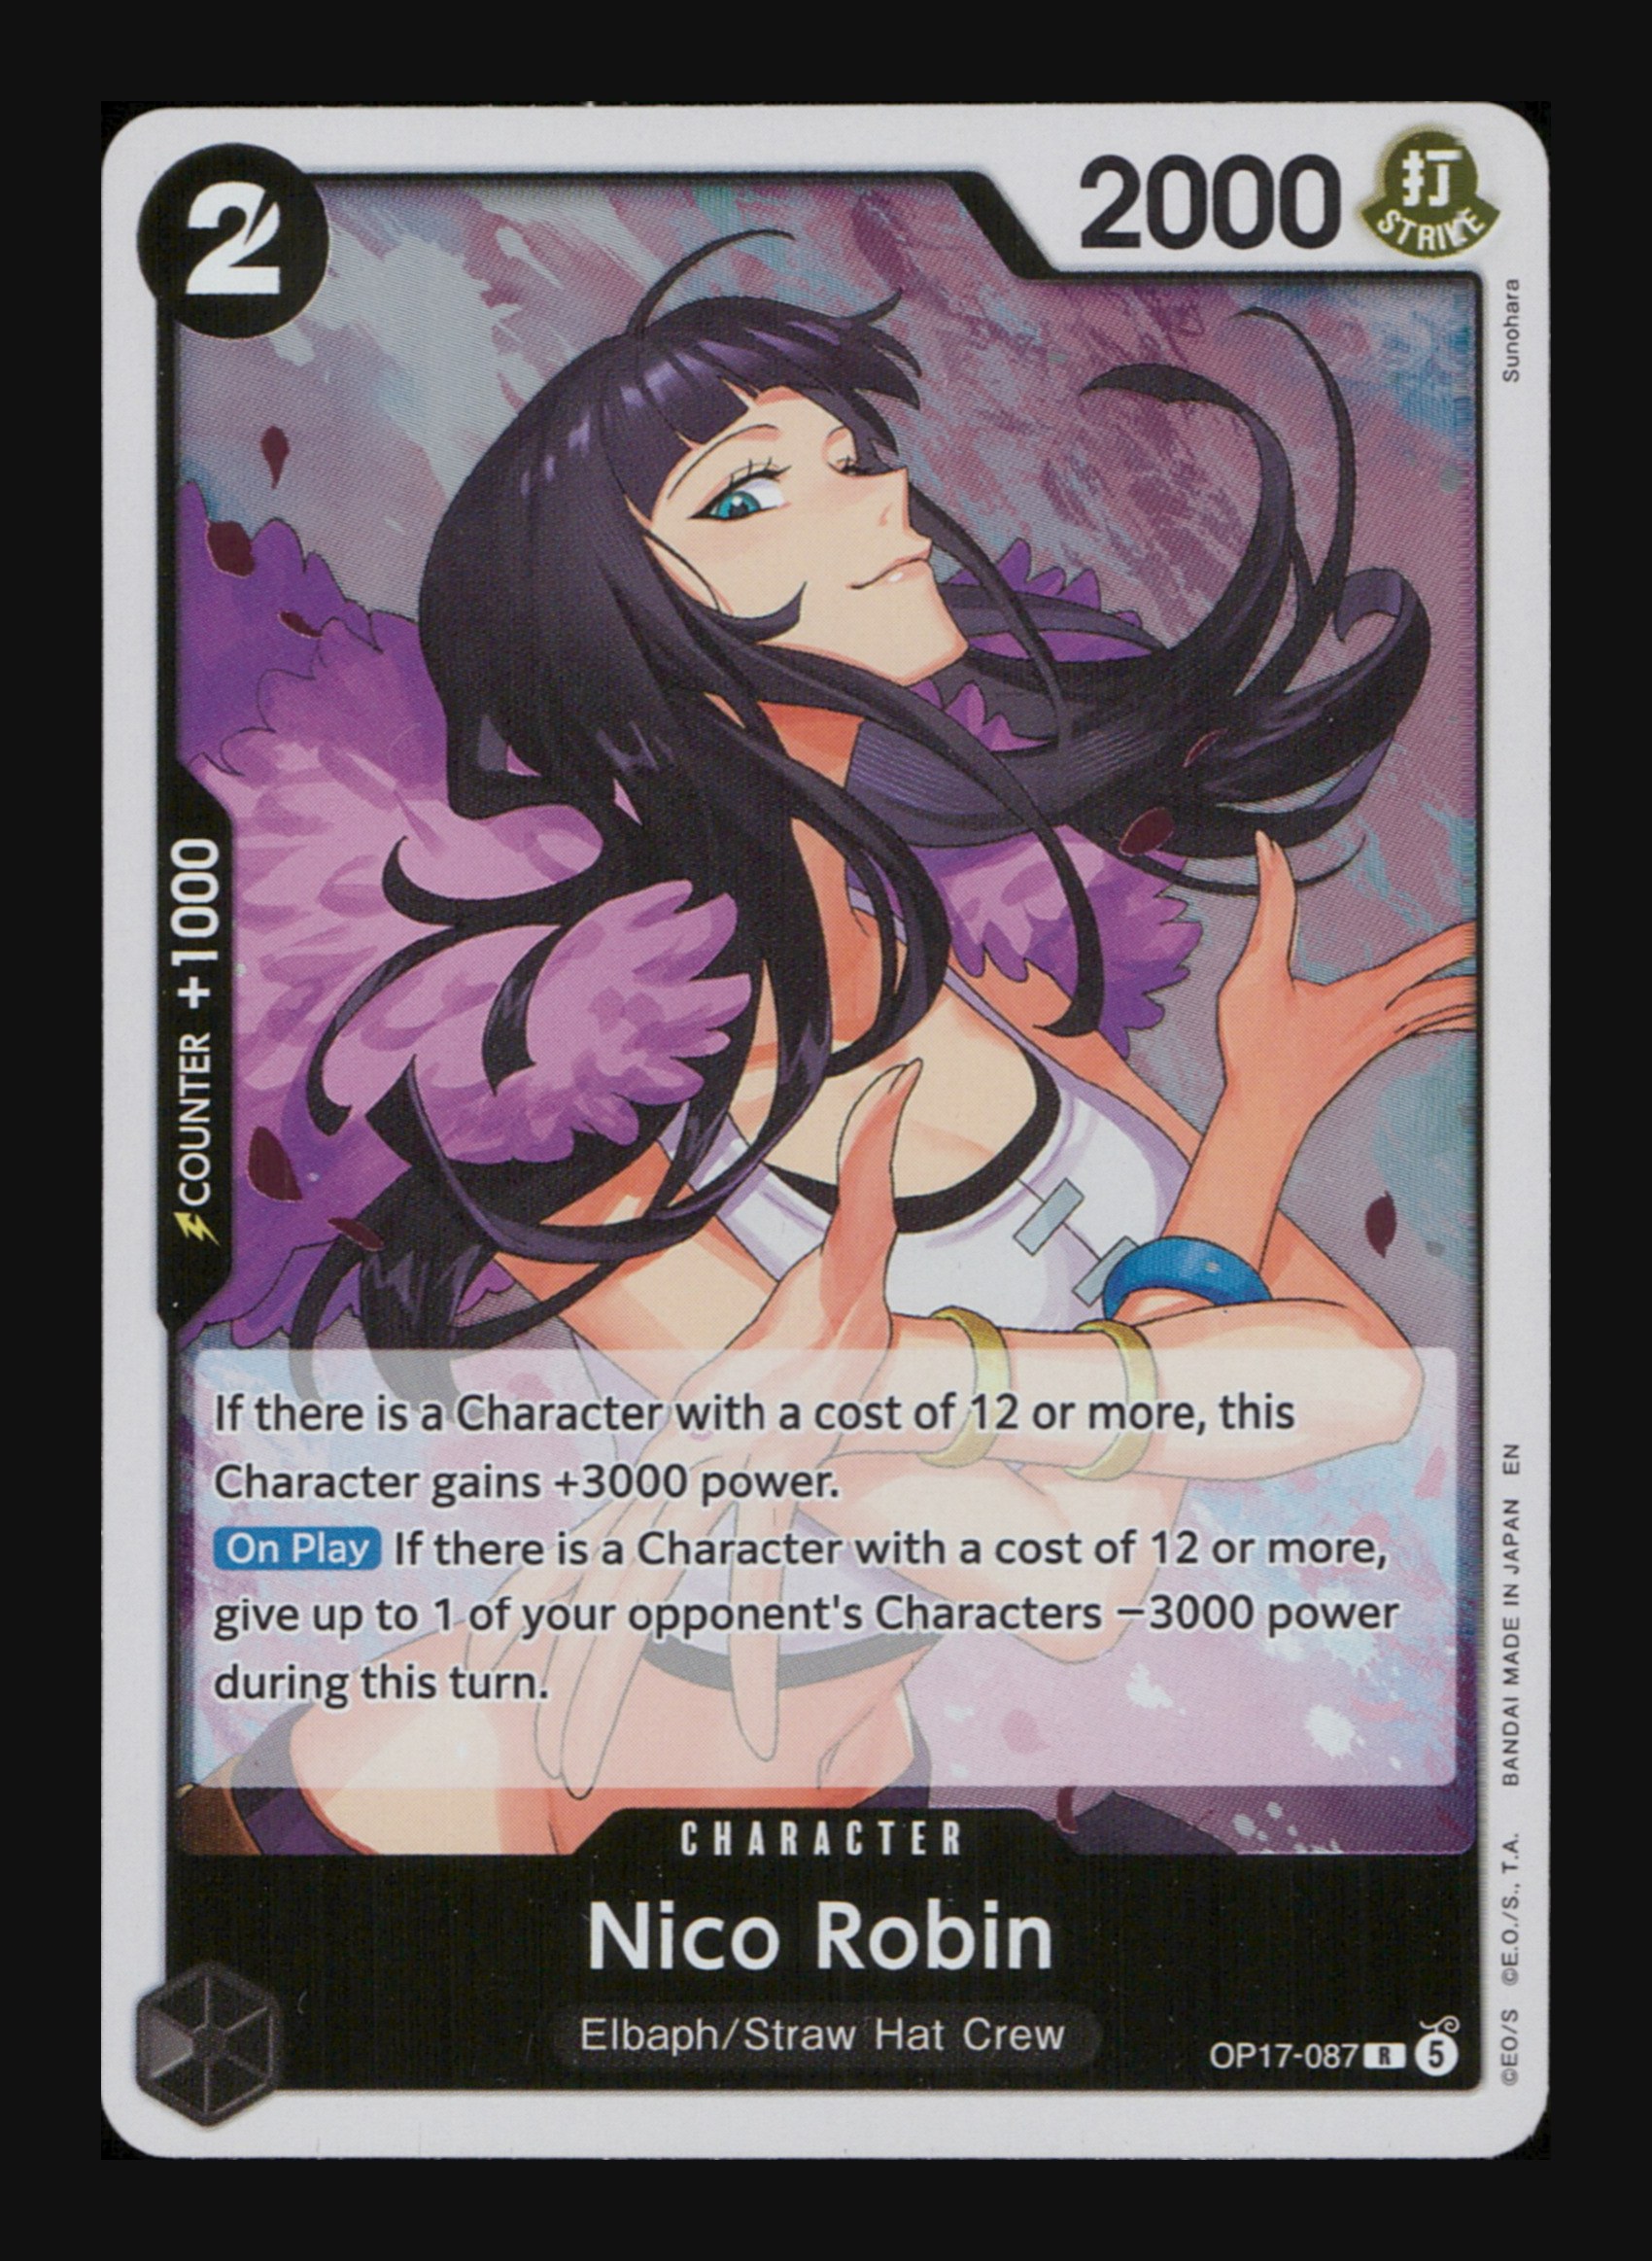 2
2000
打
STRIKE
Sunohara
COUNTER +1000
If there is a Character with a cost of 12 or more, this
Character gains +3000 power.
On Play If there is a Character with a cost of 12 or more,
give up to 1 of your opponent's Characters −3000 power
during this turn.
CHARACTER
Nico Robin
Elbaph/Straw Hat Crew
OP17-087 R 5
©EO/S ©E.O./S., T.A. BANDAI MADE IN JAPAN EN